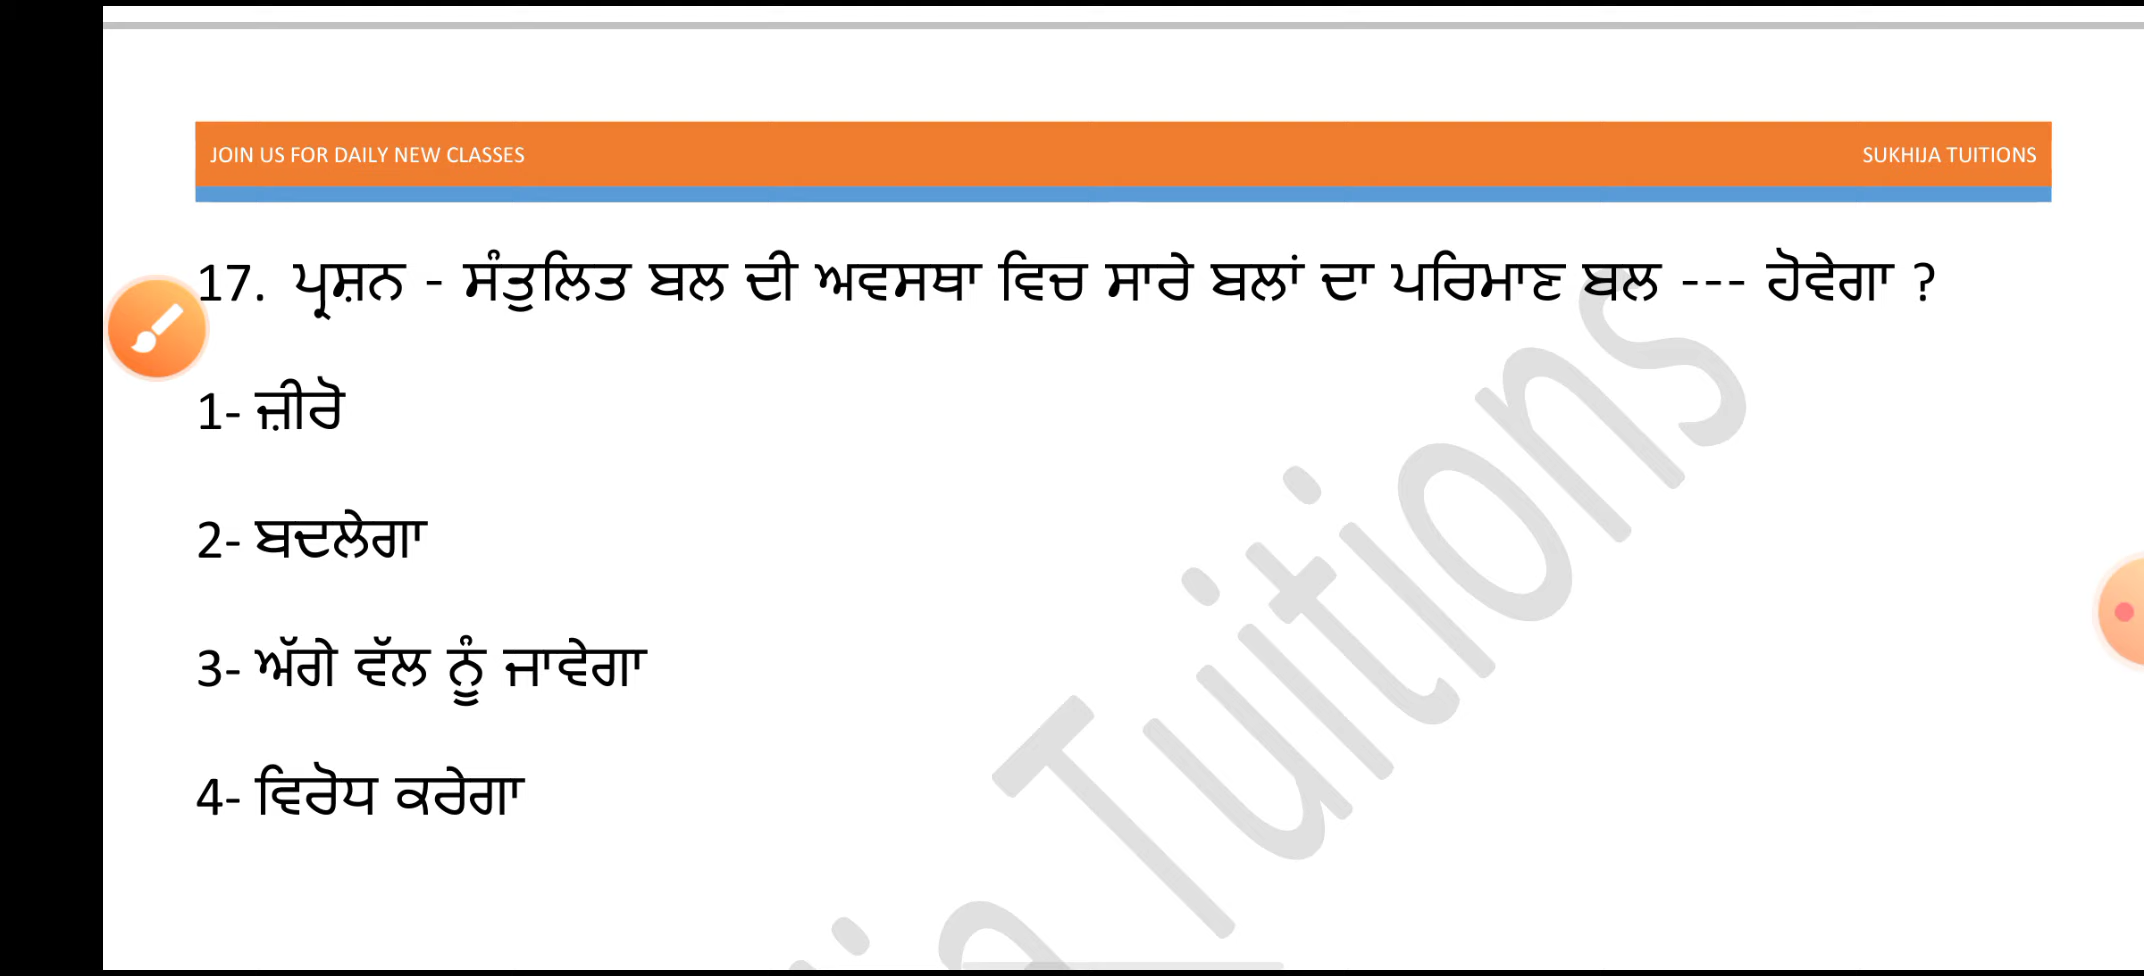 JOIN US FOR DAILY NEW CLASSES SUKHIJA TUITIONS
17. ਪ੍ਰਸ਼ਨ - ਸੰਤੁਲਿਤ ਬਲ ਦੀ ਅਵਸਥਾ ਵਿਚ ਸਾਰੇ ਬਲਾਂ ਦਾ ਪਰਿਮਾਣ ਬਲ --- ਹੋਵੇਗਾ ?
1- ਜ਼ੀਰੋ
2- ਬਦਲੇਗਾ
3- ਅੱਗੇ ਵੱਲ ਨੂੰ ਜਾਵੇਗਾ
4- ਵਿਰੋਧ ਕਰੇਗਾ
Tuitions